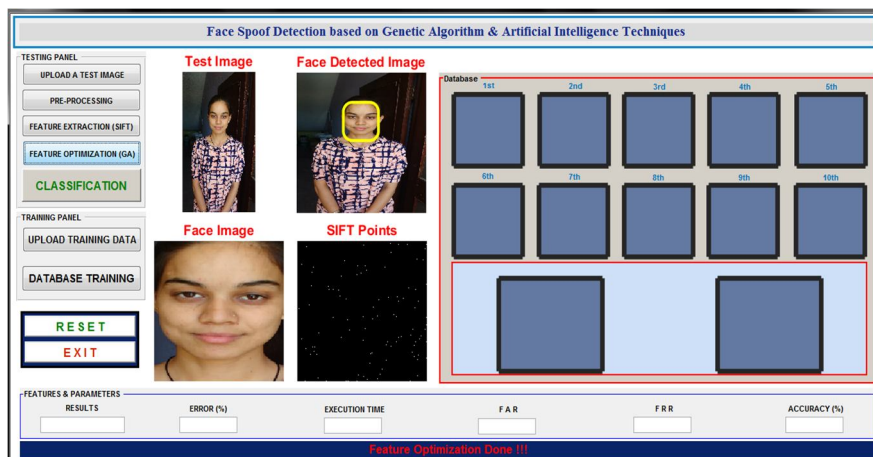 Face Spoof Detection based on Genetic Algorithm & Artificial Intelligence Techniques
TESTING PANEL
UPLOAD A TEST IMAGE
PRE-PROCESSING
FEATURE EXTRACTION (SIFT)
FEATURE OPTIMIZATION (GA)
CLASSIFICATION
TRAINING PANEL
UPLOAD TRAINING DATA
DATABASE TRAINING
RESET
EXIT
Test Image
Face Detected Image
Face Image
SIFT Points
Database
1st 2nd 3rd 4th 5th
6th 7th 8th 9th 10th
FEATURES & PARAMETERS
RESULTS ERROR (%) EXECUTION TIME F A R F R R ACCURACY (%)
Feature Optimization Done !!!